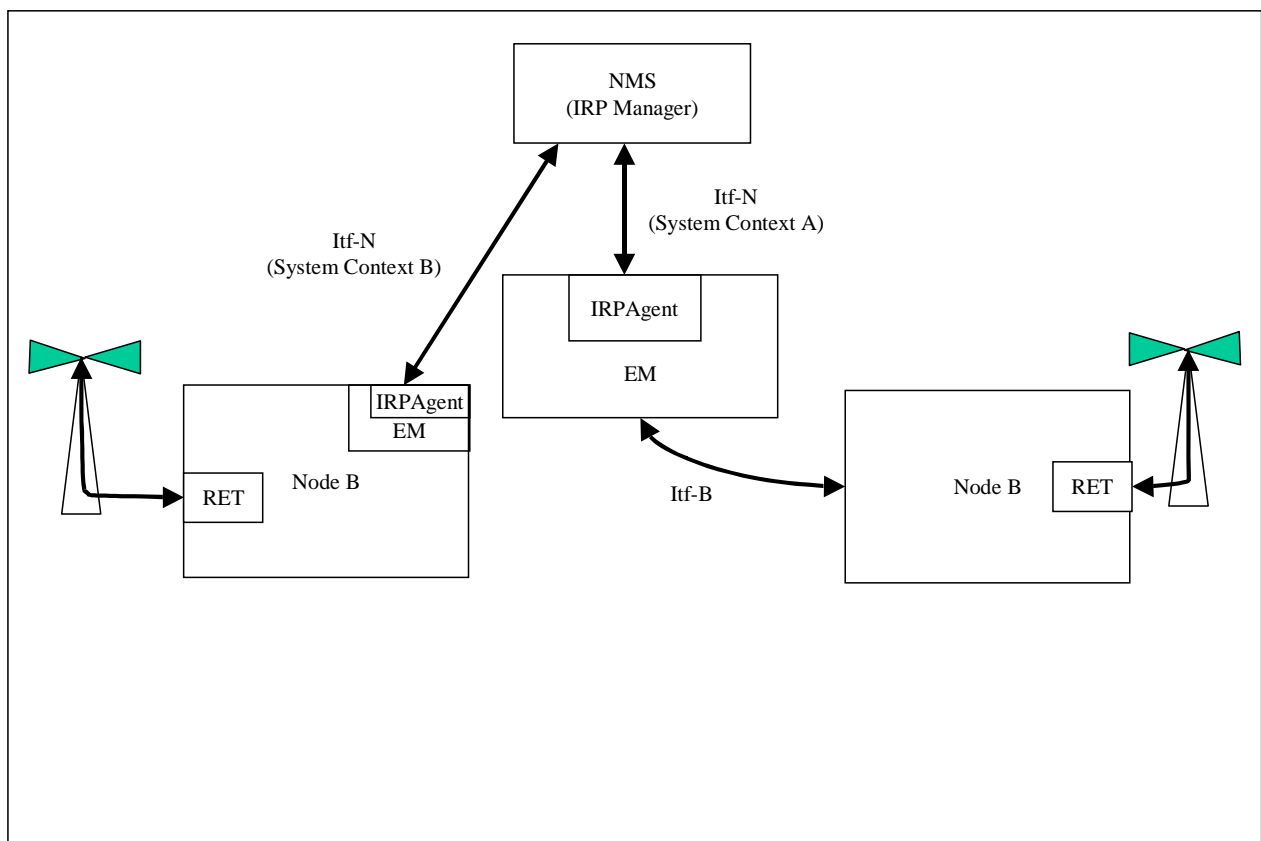 NMS
(IRP Manager)
Itf-N
(System Context A)
Itf-N
(System Context B)
IRPAgent
EM
IRPAgent
EM
Node B
RET
Itf-B
Node B
RET